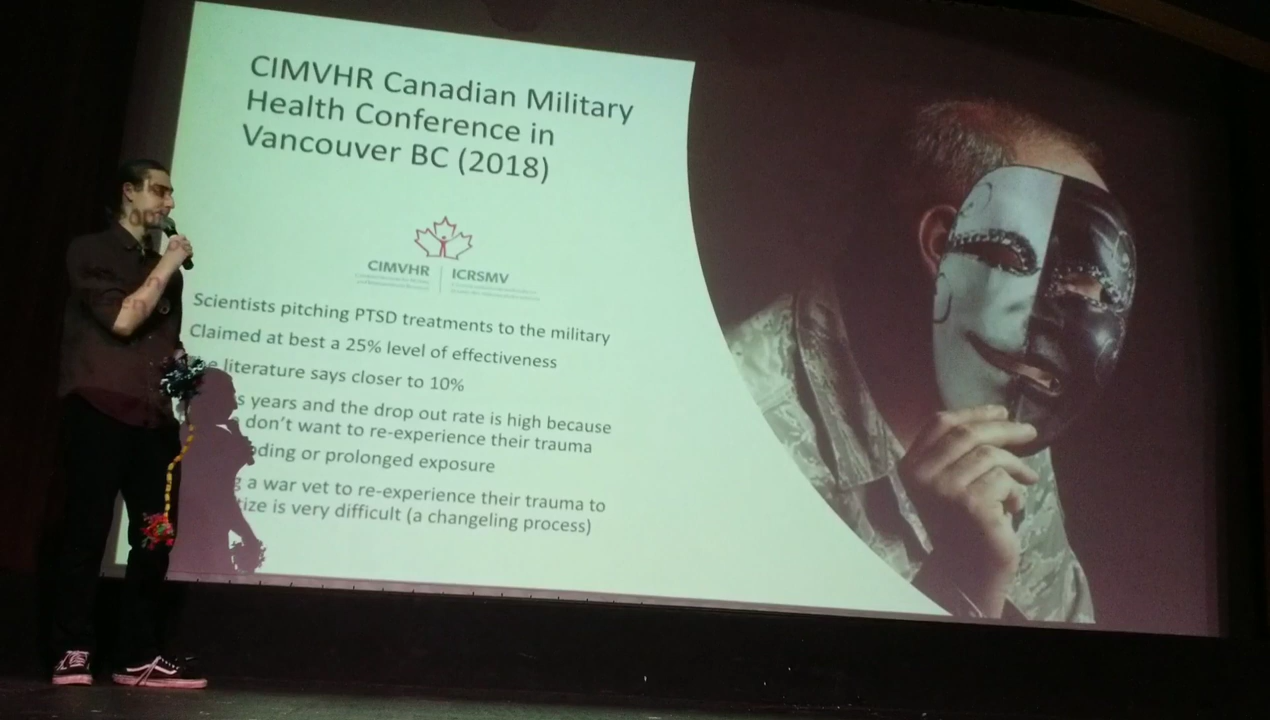 CIMVHR Canadian Military
Health Conference in
Vancouver BC (2018)
CIMVHR ICRSMV
Scientists pitching PTSD treatments to the military
Claimed at best a 25% level of effectiveness
literature says closer to 10%
years and the drop out rate is high because
don't want to re-experience their trauma
or prolonged exposure
a war vet to re-experience their trauma to
is very difficult (a changeling process)